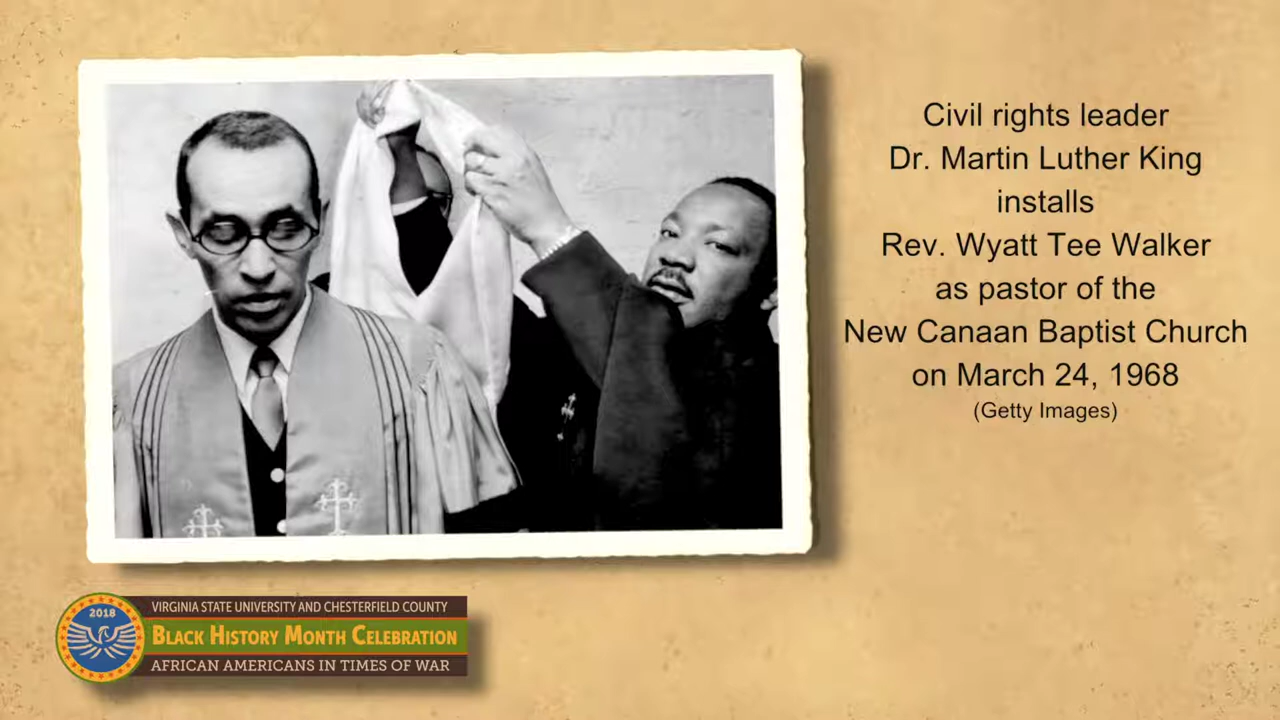 Civil rights leader
Dr. Martin Luther King
installs
Rev. Wyatt Tee Walker
as pastor of the
New Canaan Baptist Church
on March 24, 1968
(Getty Images)
2018
VIRGINIA STATE UNIVERSITY AND CHESTERFIELD COUNTY
BLACK HISTORY MONTH CELEBRATION
AFRICAN AMERICANS IN TIMES OF WAR